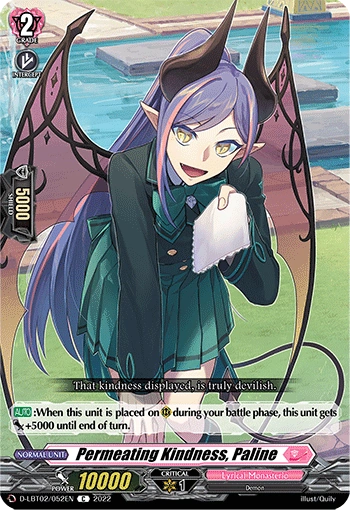 2
GRADE
INTERCEPT
5000
SHIELD
That kindness displayed, is truly devilish.
AUTO :When this unit is placed on during your battle phase, this unit gets
+5000 until end of turn.
NORMAL UNIT
Permeating Kindness, Paline
POWER 10000
CRITICAL
1
Lyrical Monasterio
Demon
D-LBT02/052EN C 2022
illust/Quily